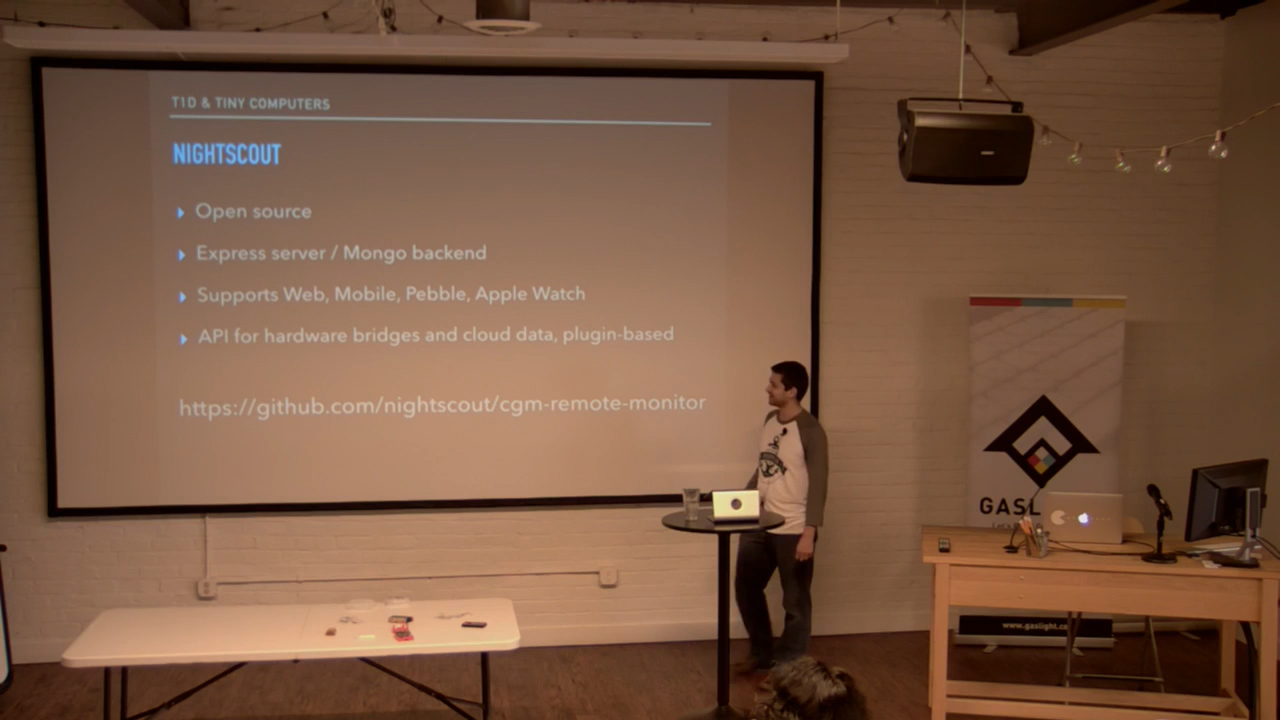 T1D & TINY COMPUTERS
NIGHTSCOUT
Open source
Express server / Mongo backend
Supports Web, Mobile, Pebble, Apple Watch
API for hardware bridges and cloud data, plugin-based
https://github.com/nightscout/cgm-remote-monitor
GASL
www.gaslight.co